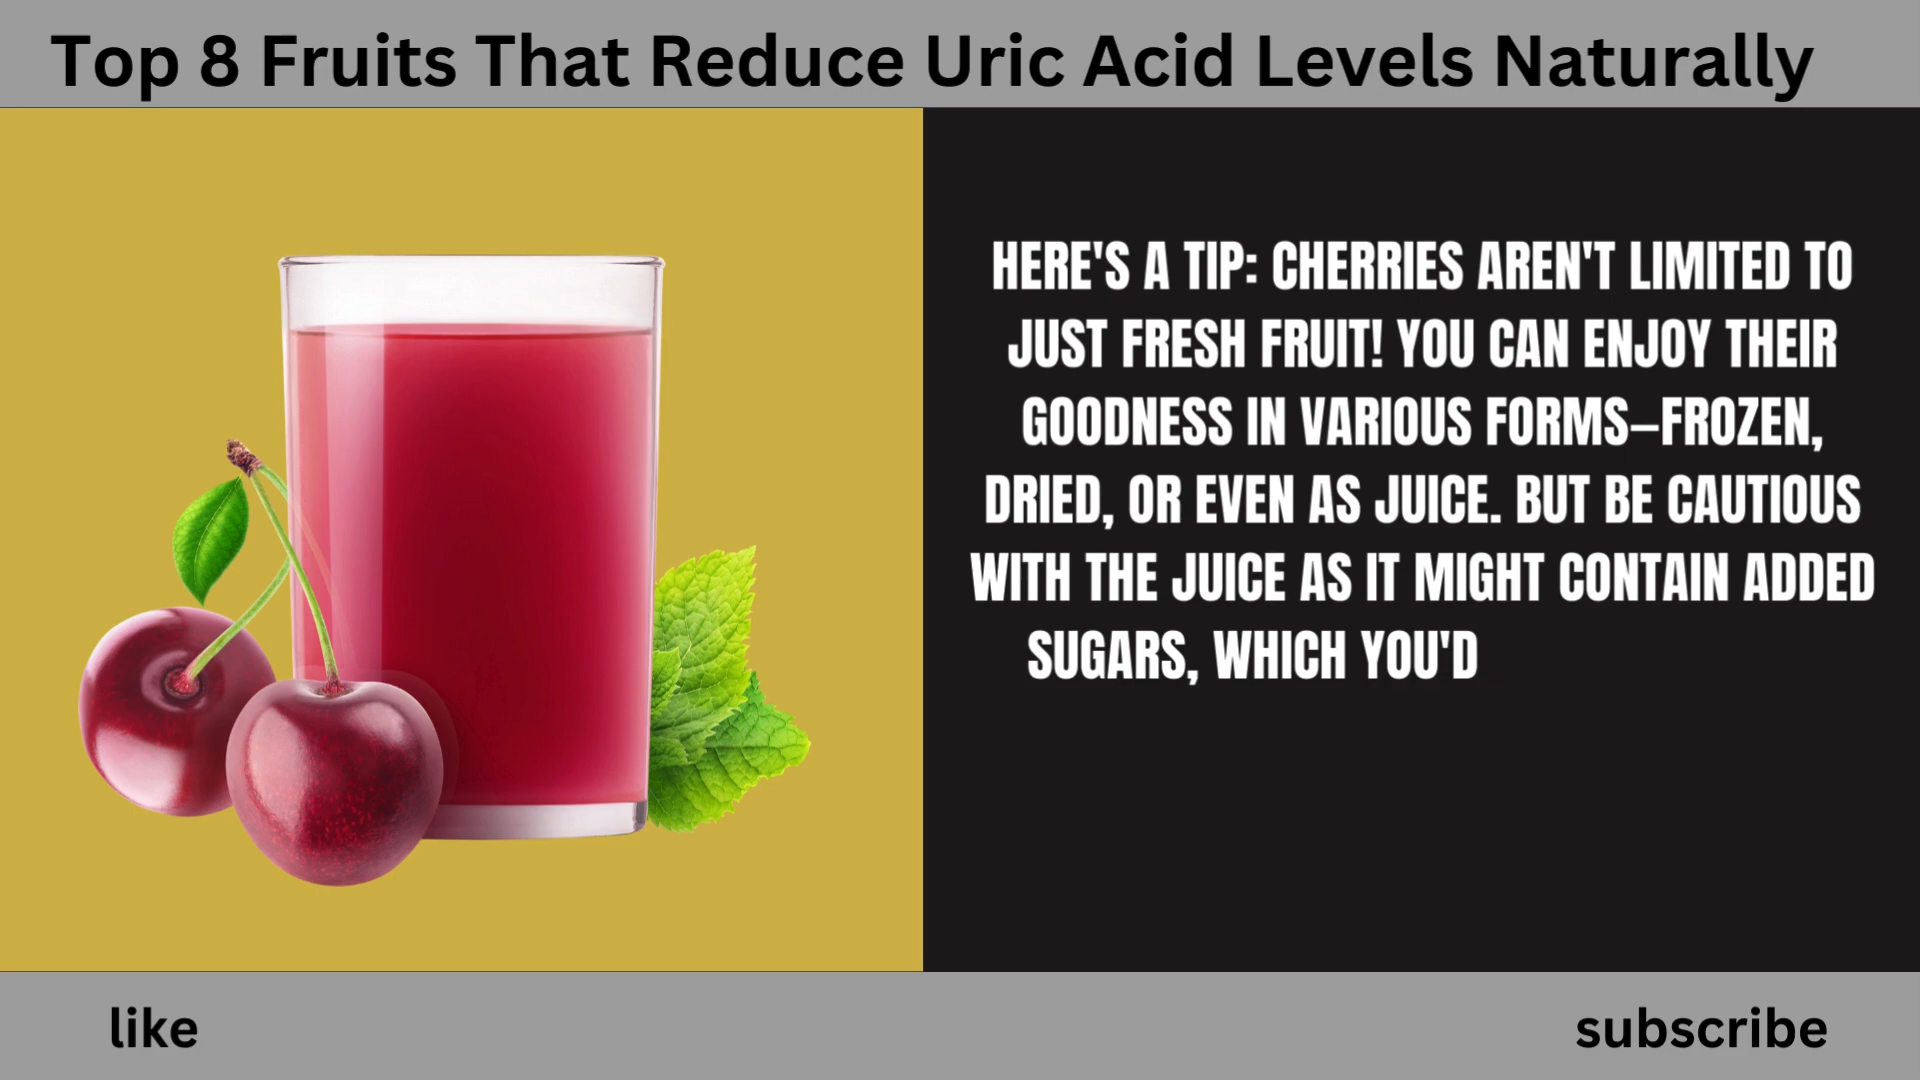 Top 8 Fruits That Reduce Uric Acid Levels Naturally
HERE'S A TIP: CHERRIES AREN'T LIMITED TO
JUST FRESH FRUIT! YOU CAN ENJOY THEIR
GOODNESS IN VARIOUS FORMS—FROZEN,
DRIED, OR EVEN AS JUICE. BUT BE CAUTIOUS
WITH THE JUICE AS IT MIGHT CONTAIN ADDED
SUGARS, WHICH YOU'D
like
subscribe